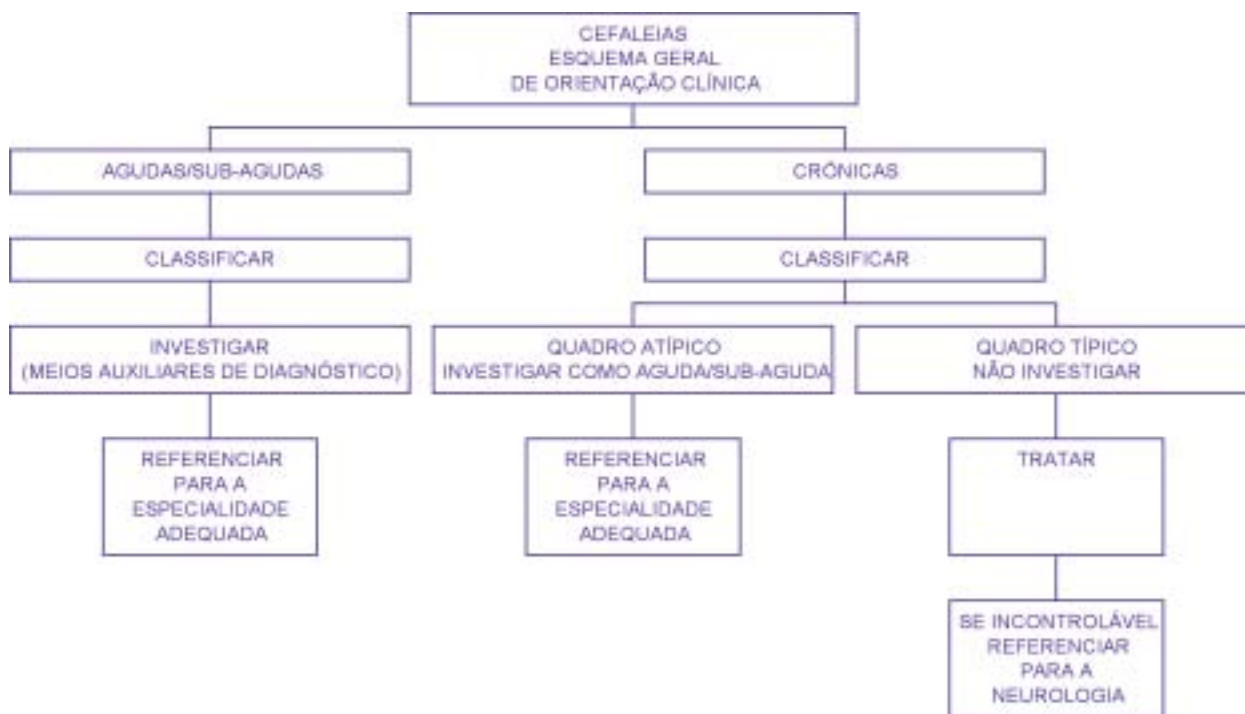 CEFALEIAS
ESQUEMA GERAL
DE ORIENTAÇÃO CLÍNICA
AGUDAS/SUB-AGUDAS
CRÓNICAS
CLASSIFICAR
CLASSIFICAR
INVESTIGAR
(MEIOS AUXILIARES DE DIAGNÓSTICO)
QUADRO ATÍPICO
INVESTIGAR COMO AGUDA/SUB-AGUDA
QUADRO TÍPICO
NÃO INVESTIGAR
REFERENCIAR
PARA A
ESPECIALIDADE
ADEQUADA
REFERENCIAR
PARA A
ESPECIALIDADE
ADEQUADA
TRATAR
SE INCONTROLÁVEL
REFERENCIAR
PARA A
NEUROLOGIA